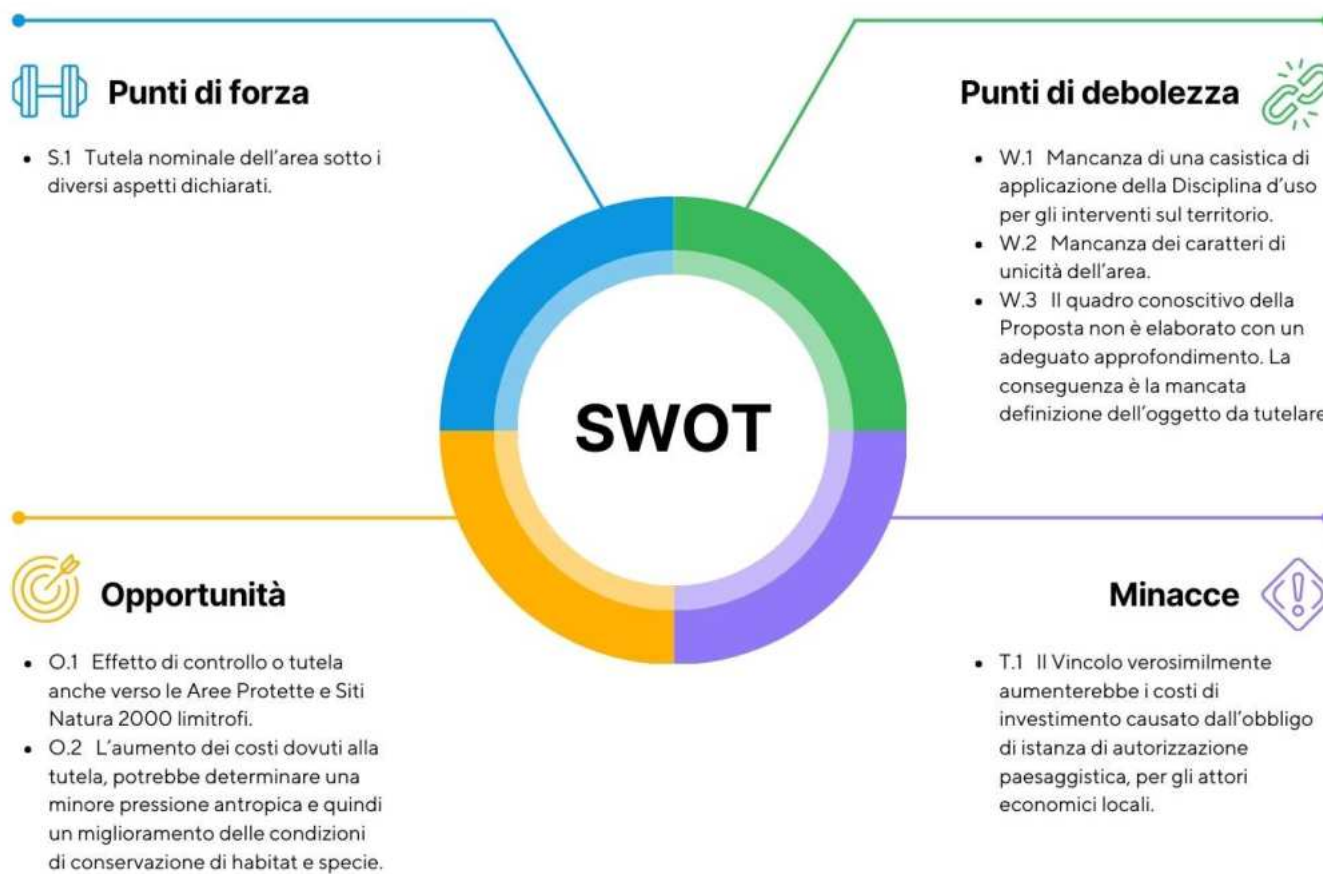 Punti di forza
• S.1 Tutela nominale dell'area sotto i
diversi aspetti dichiarati.
Punti di debolezza
• W.1 Mancanza di una casistica di
applicazione della Disciplina d'uso
per gli interventi sul territorio.
• W.2 Mancanza dei caratteri di
unicità dell'area.
• W.3 Il quadro conoscitivo della
Proposta non è elaborato con un
adeguato approfondimento. La
conseguenza è la mancata
definizione dell'oggetto da tutelare
SWOT
Opportunità
• O.1 Effetto di controllo o tutela
anche verso le Aree Protette e Siti
Natura 2000 limitrofi.
• O.2 L'aumento dei costi dovuti alla
tutela, potrebbe determinare una
minore pressione antropica e quindi
un miglioramento delle condizioni
di conservazione di habitat e specie.
Minacce
• T.1 Il Vincolo verosimilmente
aumenterebbe i costi di
investimento causato dall'obbligo
di istanza di autorizzazione
paesaggistica, per gli attori
economici locali.